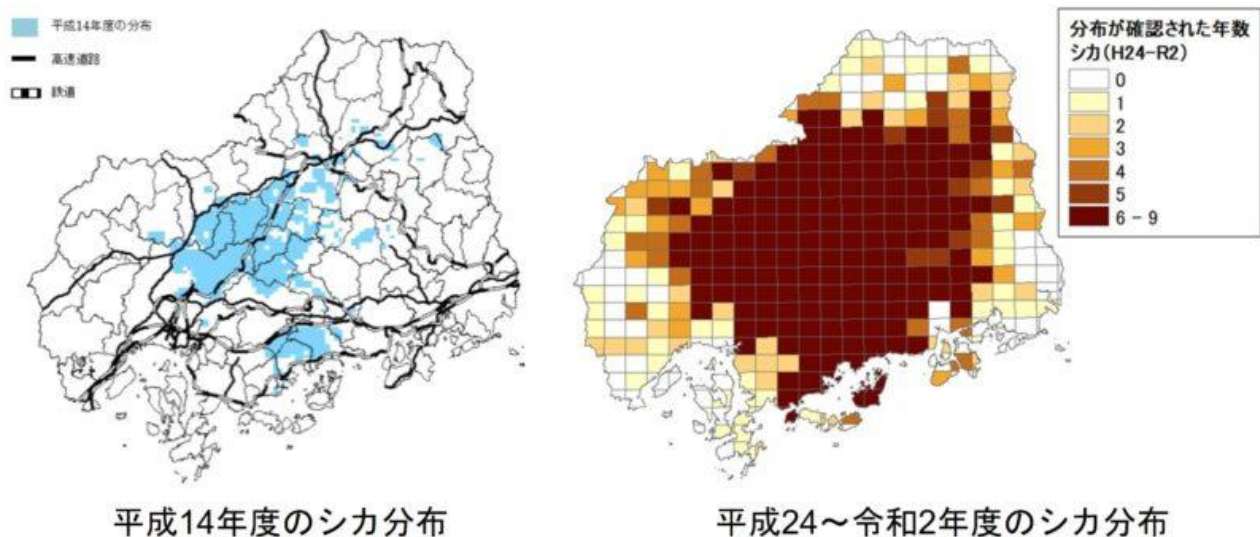 平成14年度の分布
高速道路
鉄道
分布が確認された年数
シカ(H24-R2)
0
1
2
3
4
5
6 - 9
平成14年度のシカ分布
平成24～令和2年度のシカ分布